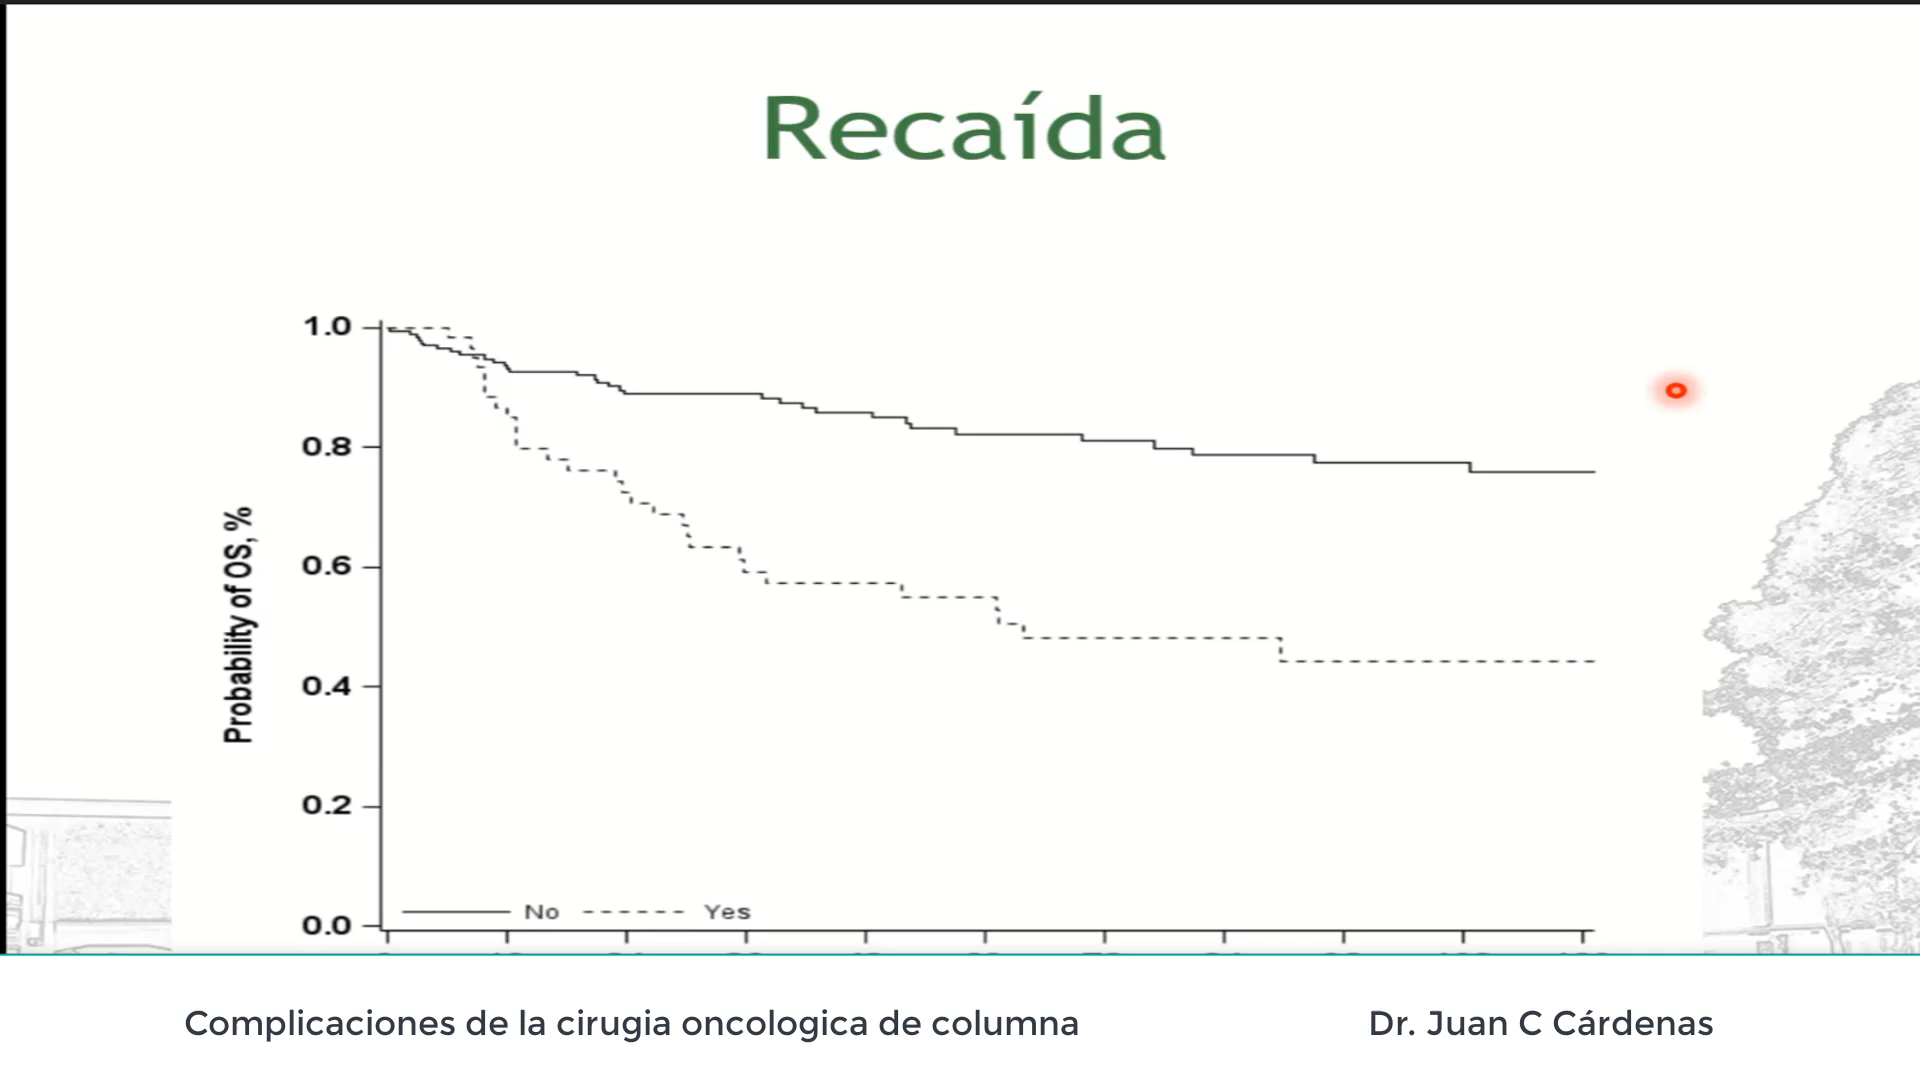 Recaída
1.0
0.8
0.6
0.4
0.2
0.0
Probability of OS, %
No
Yes
Complicaciones de la cirugia oncologica de columna
Dr. Juan C Cárdenas